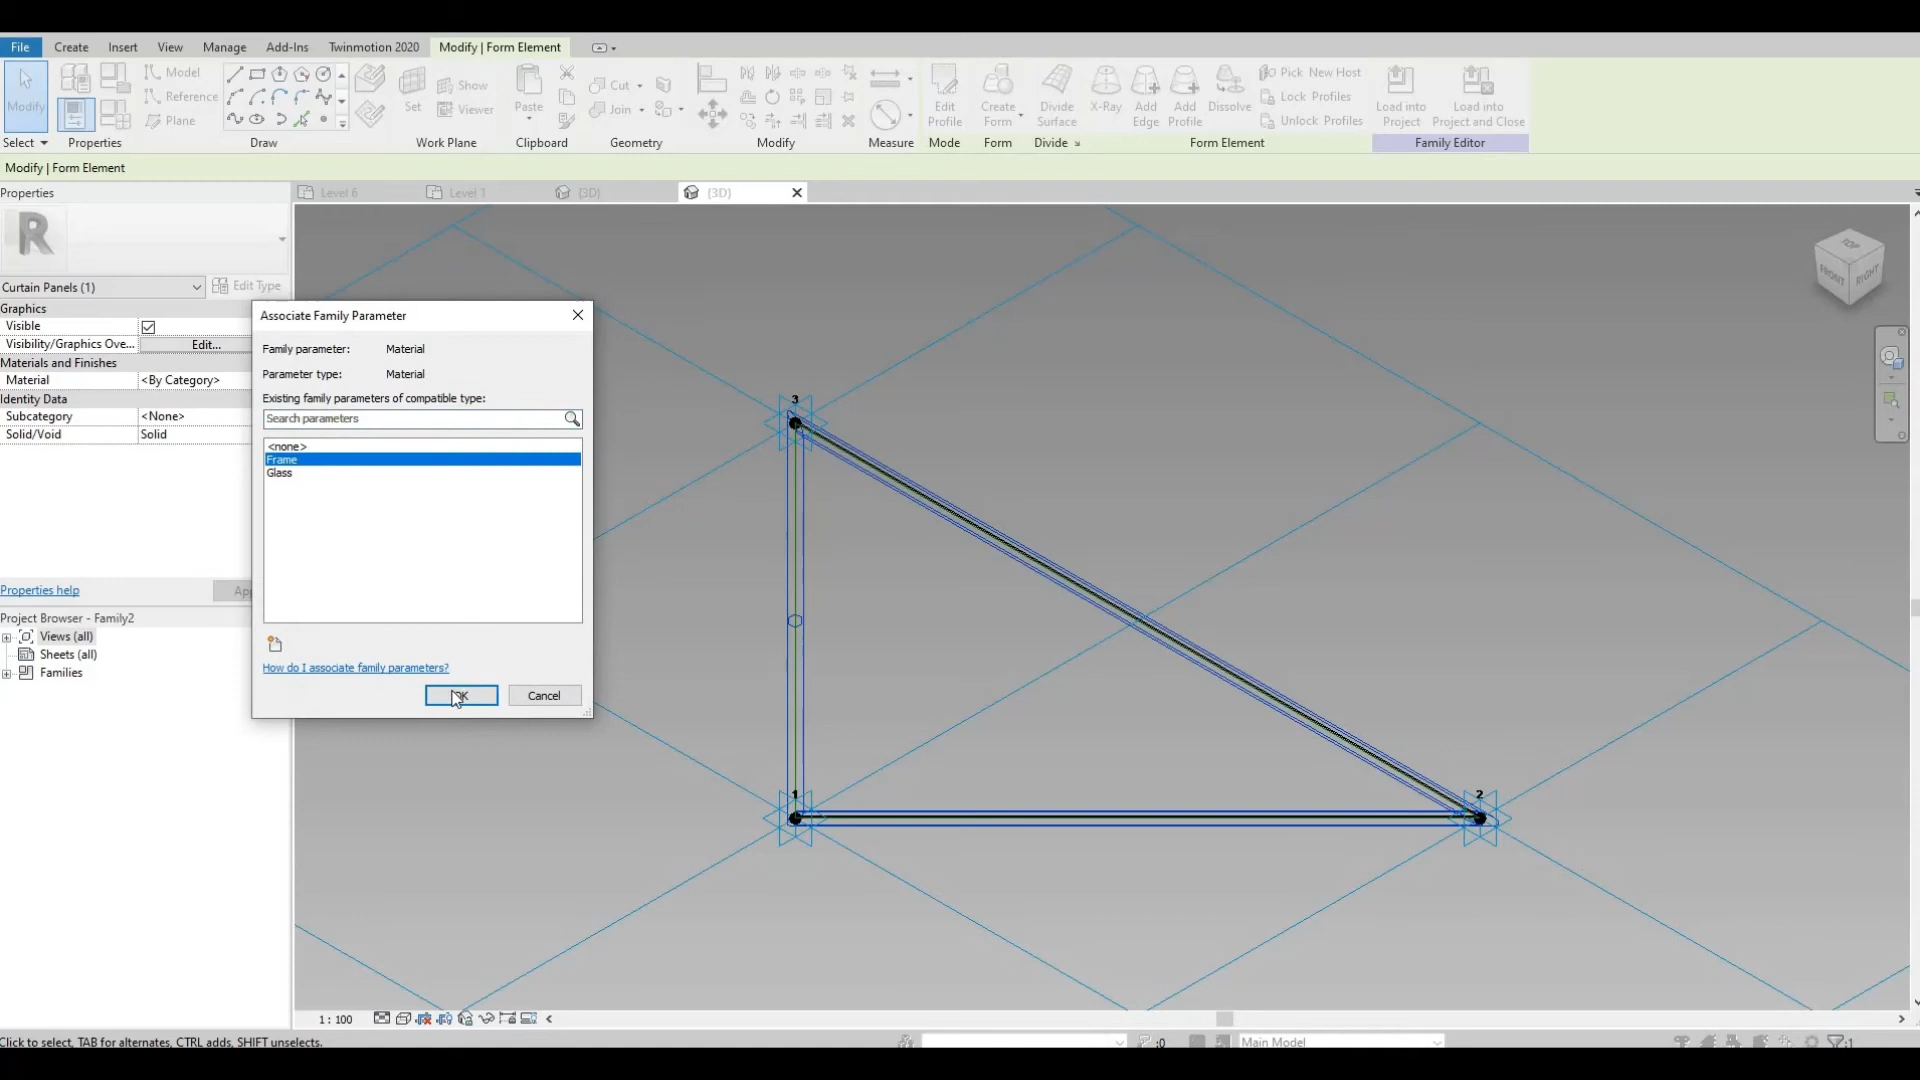 File Create Insert View Manage Add-Ins Twinmotion 2020 Modify | Form Element
Modify
Model
Reference
Plane
Set
Show
Viewer
Paste
Cut
Join
Edit Profile
Create Form
Divide Surface
X-Ray
Add Edge
Add Profile
Dissolve
Pick New Host
Lock Profiles
Unlock Profiles
Load into Project
Load into Project and Close
Select Properties Draw Work Plane Clipboard Geometry Modify Measure Mode Form Divide Form Element Family Editor
Modify | Form Element
Properties
Level 6
Level 1
{3D}
{3D}
R
Curtain Panels (1)
Edit Type
Graphics
Visible
Visibility/Graphics Ove... Edit...
Materials and Finishes
Material <By Category>
Identity Data
Subcategory <None>
Solid/Void Solid
Properties help
Project Browser - Family2
Views (all)
Sheets (all)
Families
Associate Family Parameter
Family parameter: Material
Parameter type: Material
Existing family parameters of compatible type:
Search parameters
<none>
Frame
Glass
How do I associate family parameters?
OK
Cancel
TOP
FRONT
RIGHT
3
1
2
1 : 100
Click to select, TAB for alternates, CTRL adds, SHIFT unselects.
:0
Main Model
:1